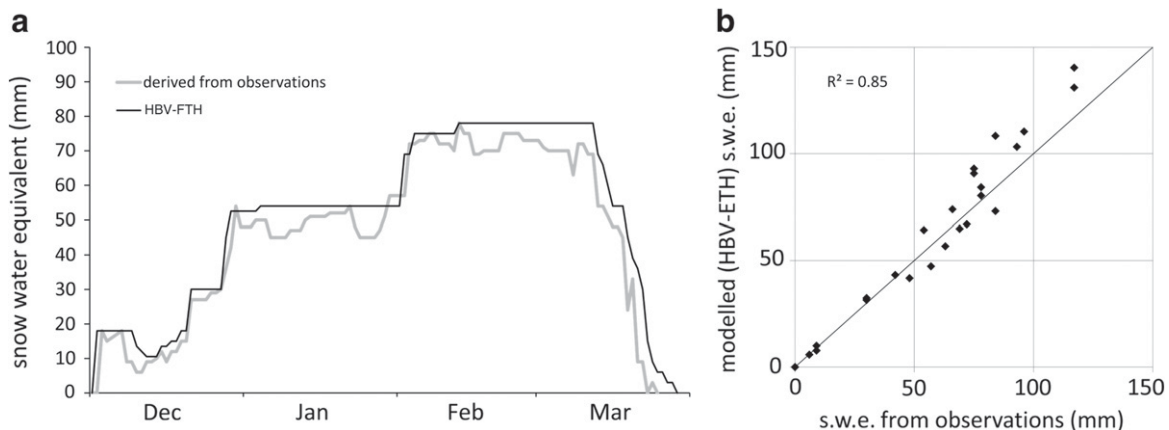 a
snow water equivalent (mm)
100
90
80
70
60
50
40
30
20
10
0
derived from observations
HBV-FTH
Dec Jan Feb Mar
b
modelled (HBV-ETH) s.w.e. (mm)
150
100
50
0
R² = 0.85
0 50 100 150
s.w.e. from observations (mm)